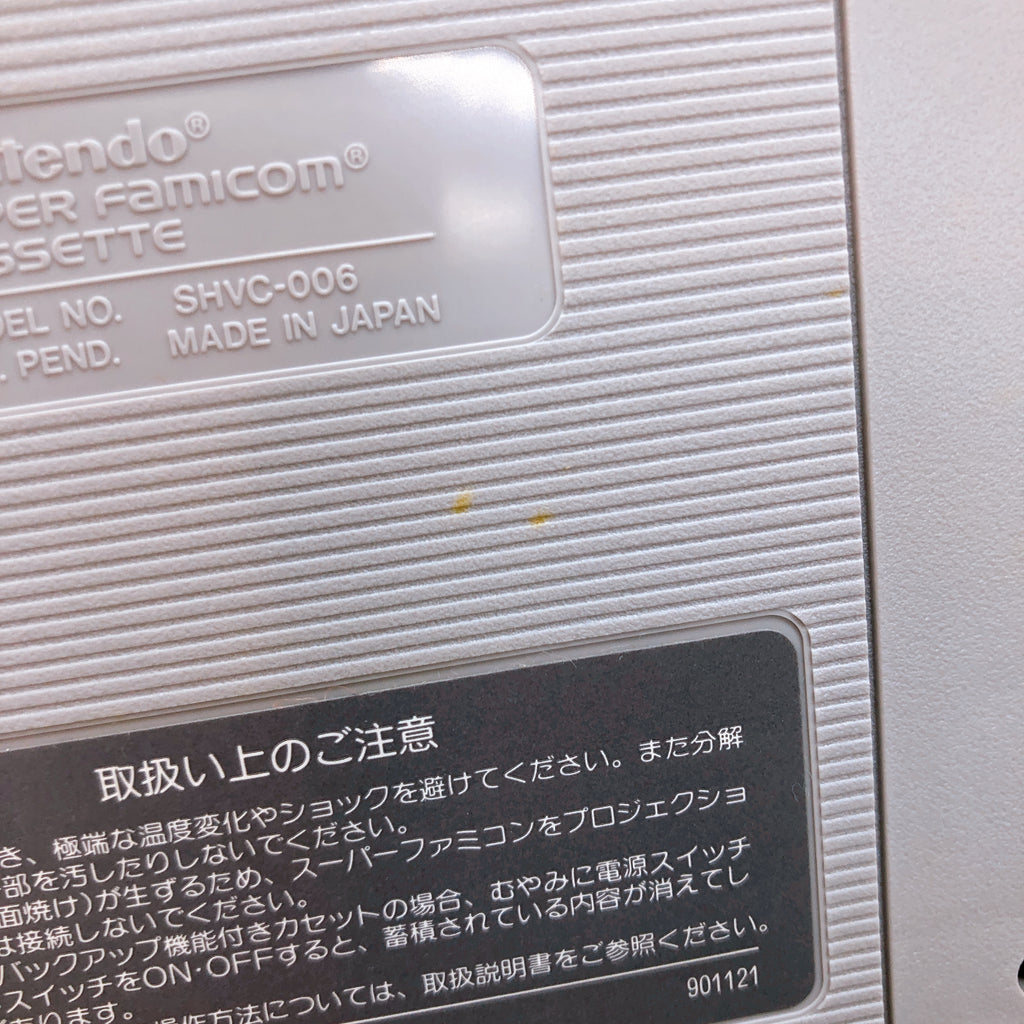 ntendo®
PER FAMICOM®
SSETTE
DEL NO. SHVC-006
. PEND. MADE IN JAPAN
取扱い上のご注意
き、極端な温度変化やショックを避けてください。また分解
部を汚したりしないでください。
面焼け)が生ずるため、スーパーファミコンをプロジェクショ
は接続しないでください。
バックアップ機能付きカセットの場合、むやみに電源スイッチ
スイッチをON·OFFすると、蓄積されている内容が消えてし
あります。
操作方法については、取扱説明書をご参照ください。
901121